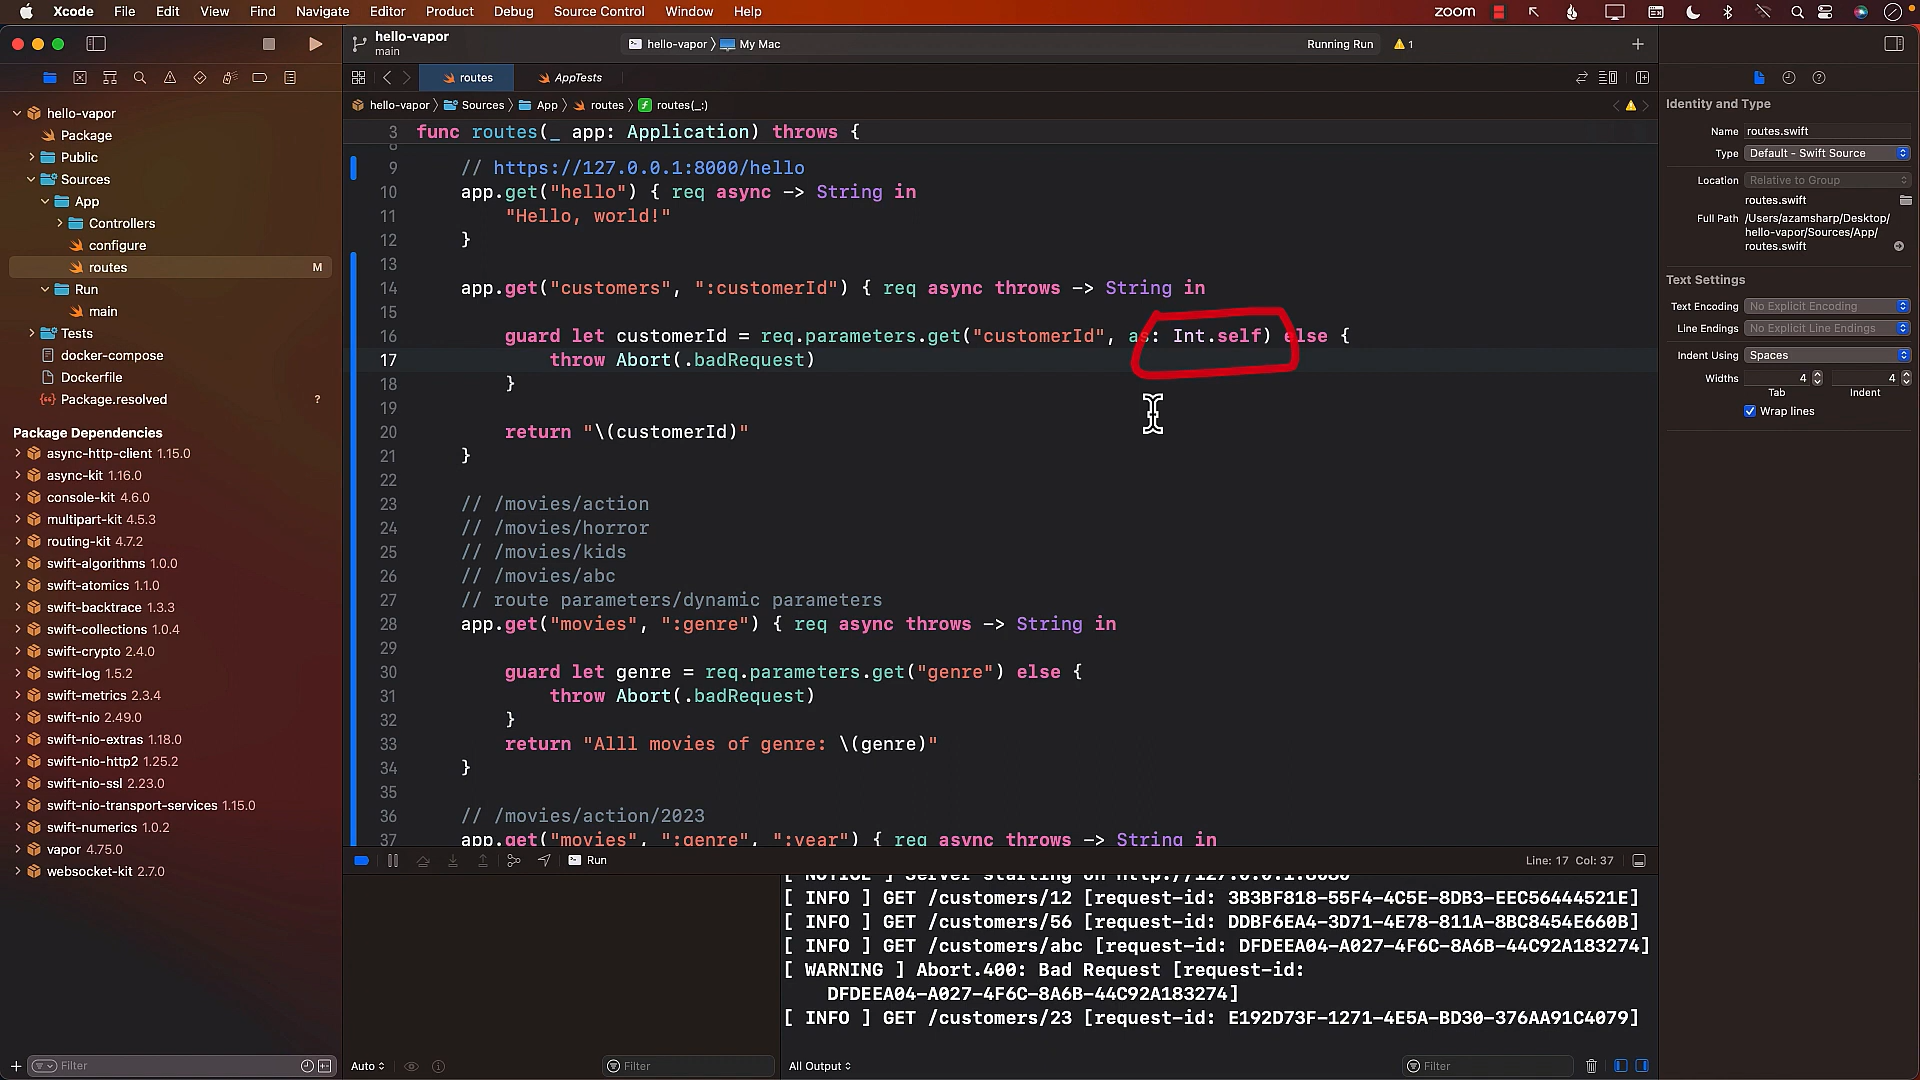 Xcode File Edit View Find Navigate Editor Product Debug Source Control Window Help
zoom
hello-vapor
main
hello-vapor My Mac
Running Run
1
routes
AppTests
hello-vapor Sources App routes routes(_:)
hello-vapor
Package
Public
Sources
App
Controllers
configure
routes M
Run
main
Tests
docker-compose
Dockerfile
Package.resolved ?
Package Dependencies
async-http-client 1.15.0
async-kit 1.16.0
console-kit 4.6.0
multipart-kit 4.5.3
routing-kit 4.7.2
swift-algorithms 1.0.0
swift-atomics 1.1.0
swift-backtrace 1.3.3
swift-collections 1.0.4
swift-crypto 2.4.0
swift-log 1.5.2
swift-metrics 2.3.4
swift-nio 2.49.0
swift-nio-extras 1.18.0
swift-nio-http2 1.25.2
swift-nio-ssl 2.23.0
swift-nio-transport-services 1.15.0
swift-numerics 1.0.2
vapor 4.75.0
websocket-kit 2.7.0
Filter
3 func routes(_ app: Application) throws {
8
9 // https://127.0.0.1:8000/hello
10 app.get("hello") { req async -> String in
11 "Hello, world!"
12 }
13
14 app.get("customers", ":customerId") { req async throws -> String in
15
16 guard let customerId = req.parameters.get("customerId", as: Int.self) else {
17 throw Abort(.badRequest)
18 }
19
20 return "\(customerId)"
21 }
22
23 // /movies/action
24 // /movies/horror
25 // /movies/kids
26 // /movies/abc
27 // route parameters/dynamic parameters
28 app.get("movies", ":genre") { req async throws -> String in
29
30 guard let genre = req.parameters.get("genre") else {
31 throw Abort(.badRequest)
32 }
33 return "Alll movies of genre: \(genre)"
34 }
35
36 // /movies/action/2023
37 app.get("movies", ":genre", ":year") { req async throws -> String in
Run
Line: 17 Col: 37
[ NOTICE ] Server starting on http://127.0.0.1:8080
[ INFO ] GET /customers/12 [request-id: 3B3BF818-55F4-4C5E-8DB3-EEC56444521E]
[ INFO ] GET /customers/56 [request-id: DDBF6EA4-3D71-4E78-811A-8BC8454E660B]
[ INFO ] GET /customers/abc [request-id: DFDEEA04-A027-4F6C-8A6B-44C92A183274]
[ WARNING ] Abort.400: Bad Request [request-id:
DFDEEA04-A027-4F6C-8A6B-44C92A183274]
[ INFO ] GET /customers/23 [request-id: E192D73F-1271-4E5A-BD30-376AA91C4079]
Auto
Filter
All Output
Filter
Identity and Type
Name routes.swift
Type Default - Swift Source
Location Relative to Group
routes.swift
Full Path /Users/azamsharp/Desktop/
hello-vapor/Sources/App/
routes.swift
Text Settings
Text Encoding No Explicit Encoding
Line Endings No Explicit Line Endings
Indent Using Spaces
Widths 4 4
Tab Indent
Wrap lines